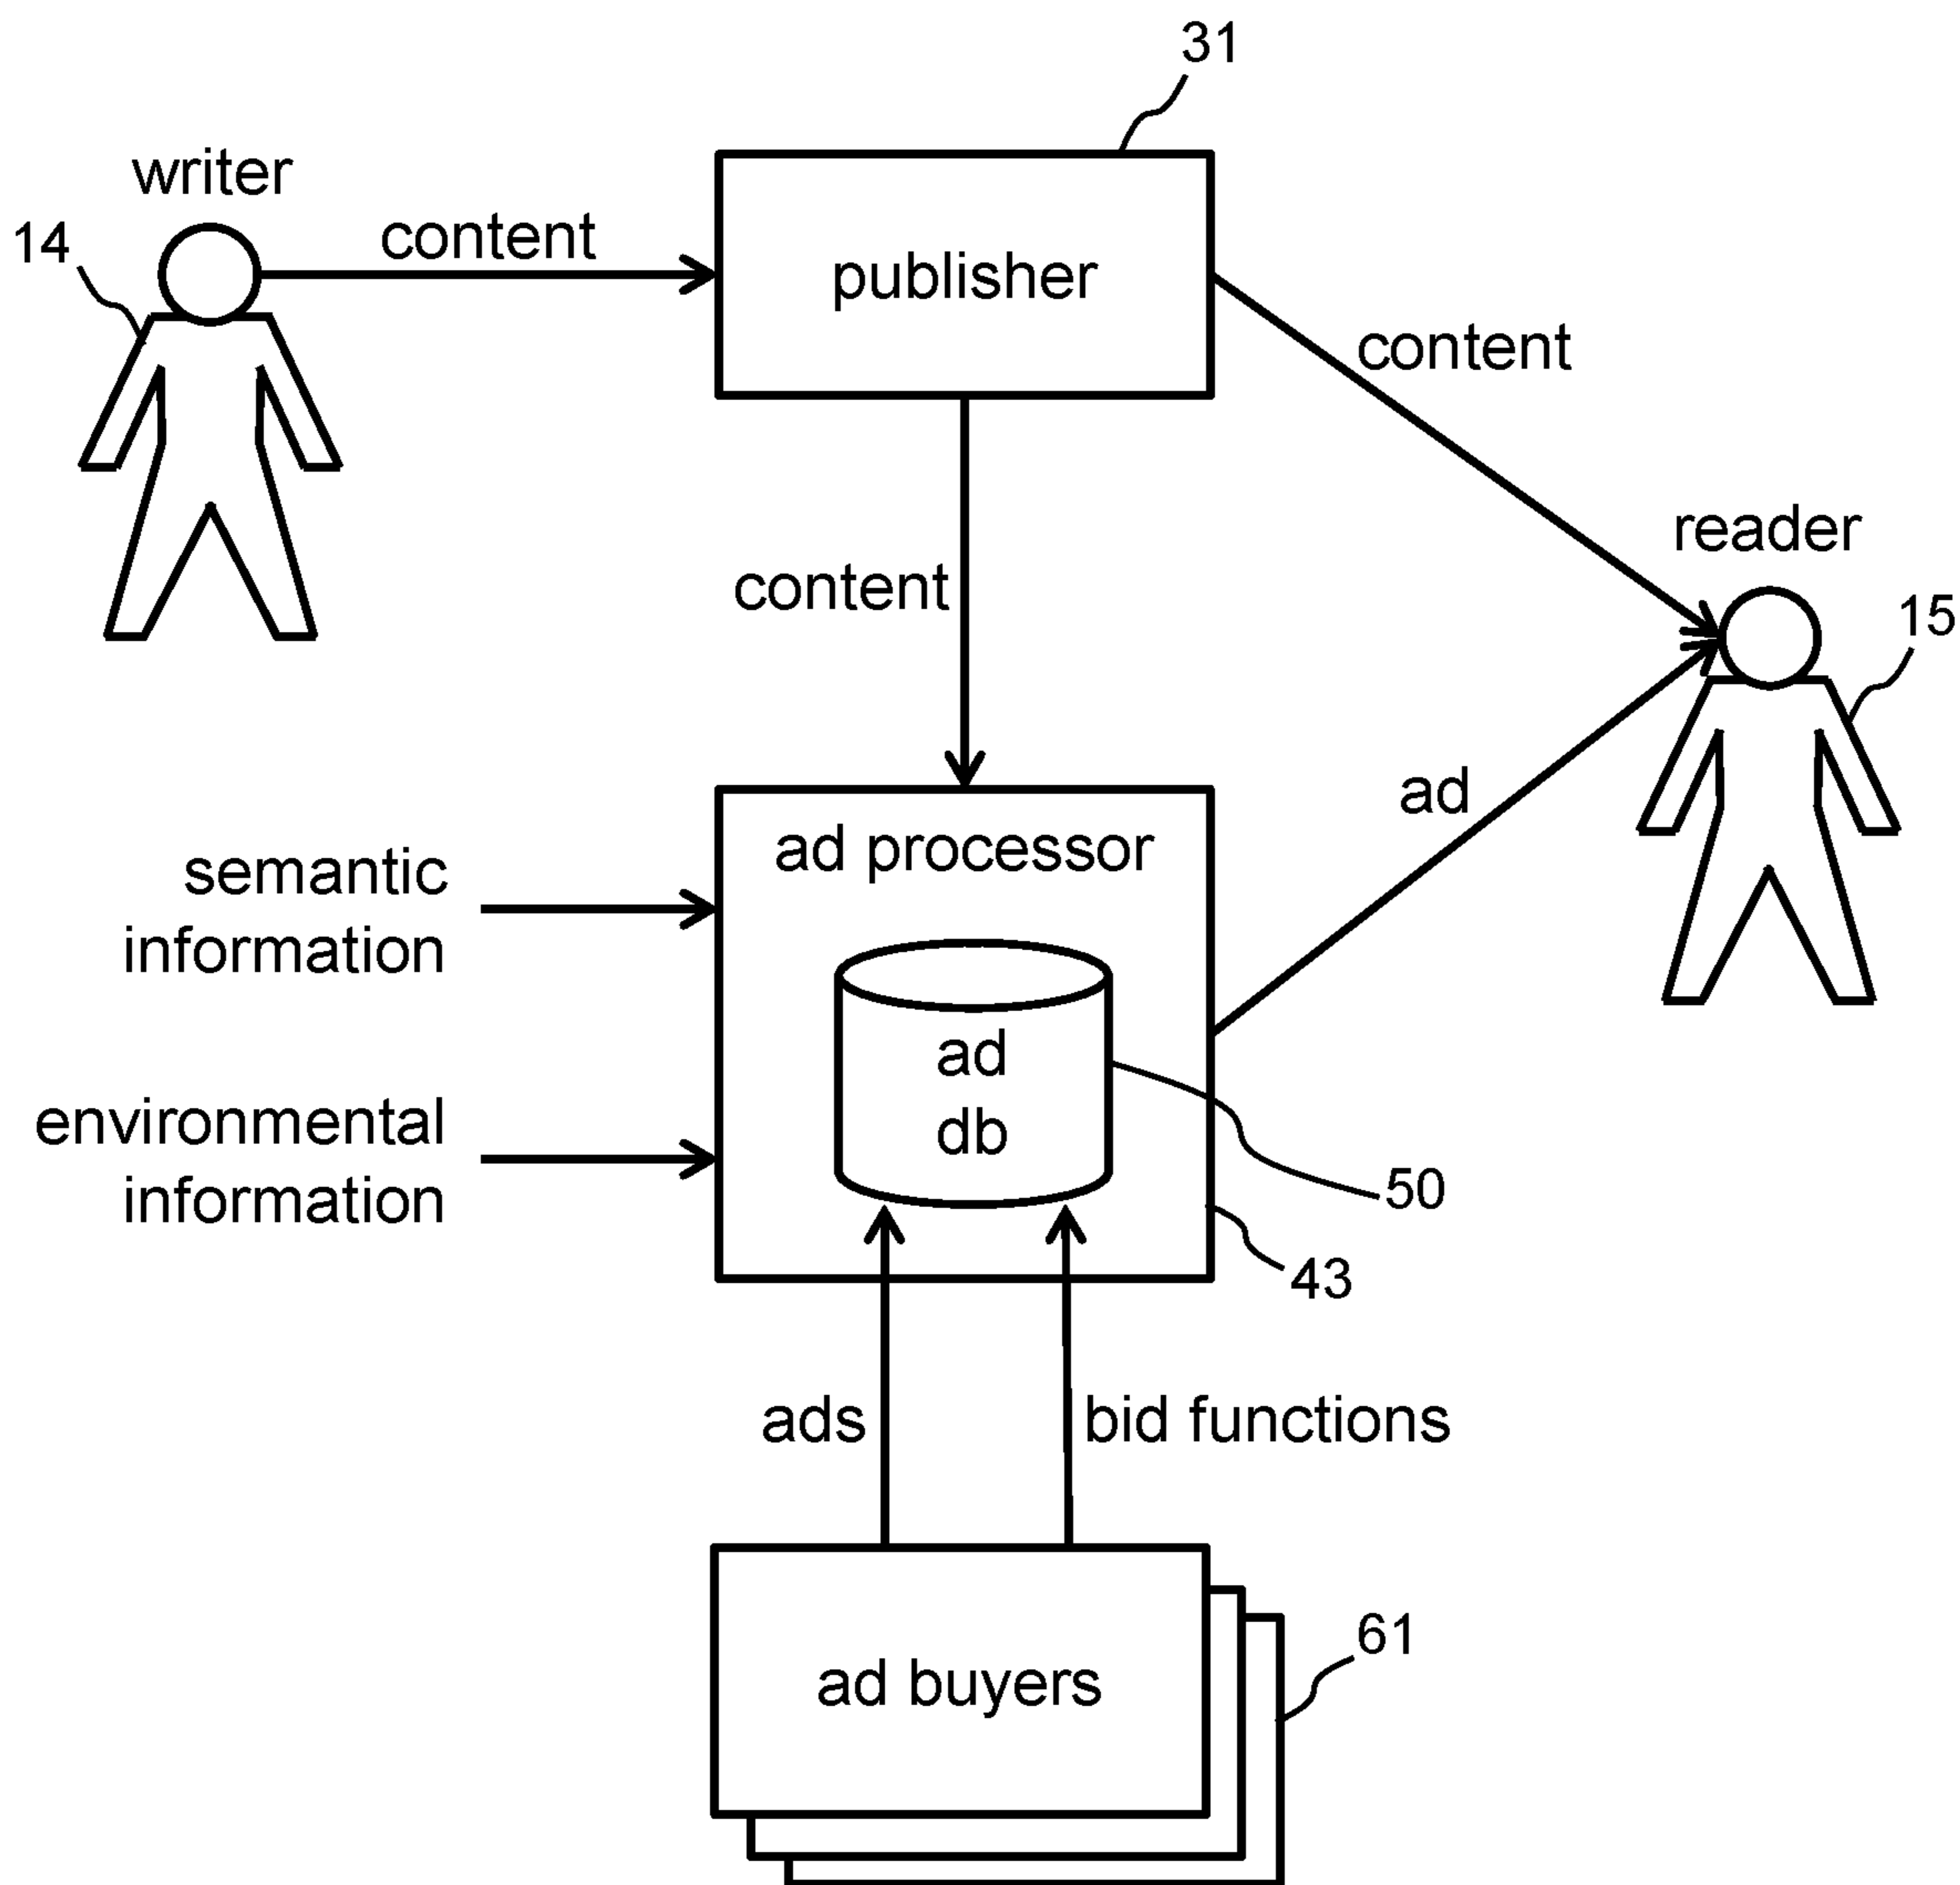 31
writer
14
content
publisher
content
reader
content
15
ad
ad processor
semantic
information
ad
db
environmental
information
50
43
ads
bid functions
61
ad buyers